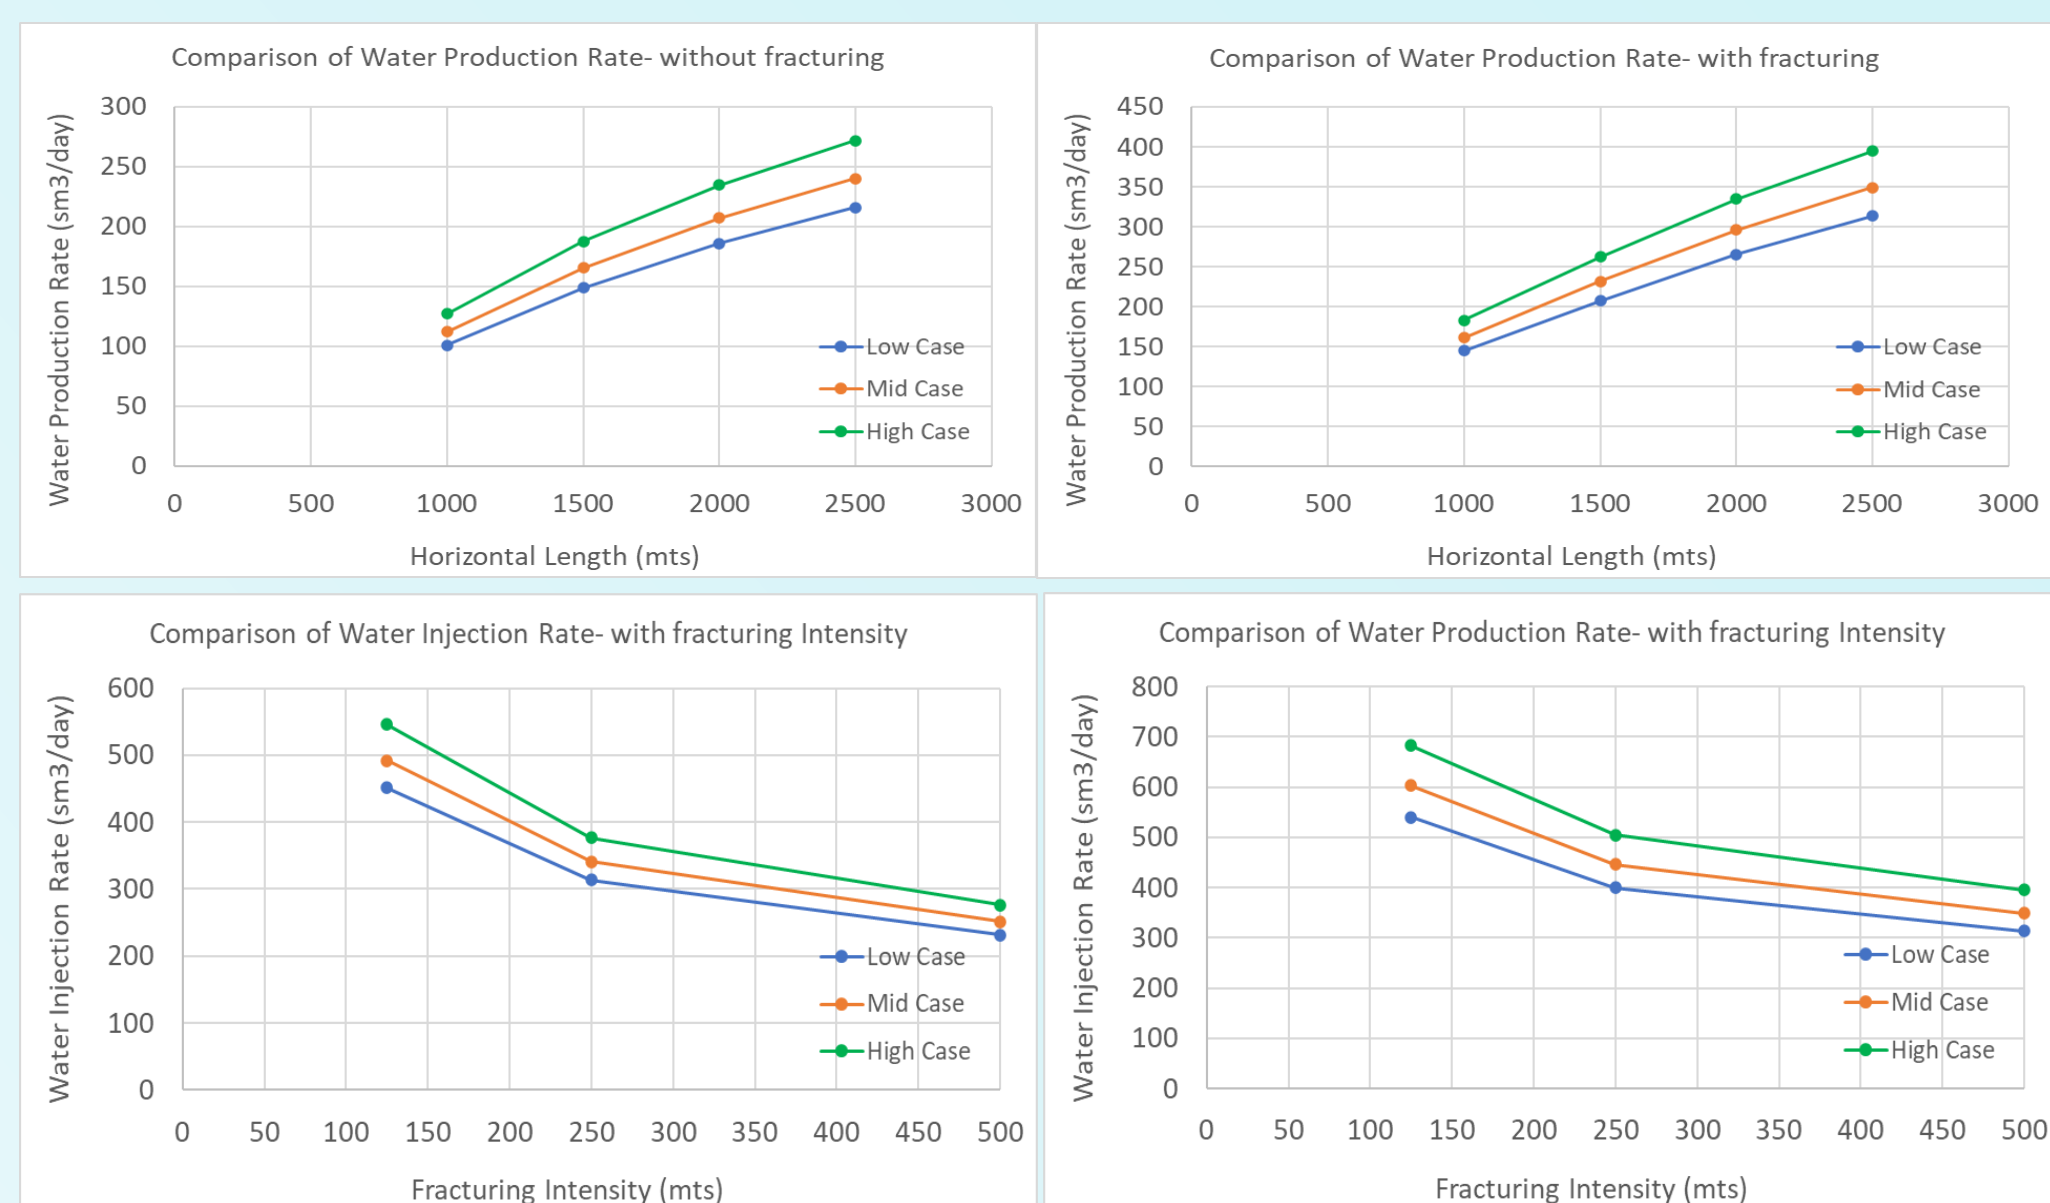 Comparison of Water Production Rate- without fracturing
Water Production Rate (sm3/day)
300
250
200
150
100
50
0
Low Case
Mid Case
High Case
0 500 1000 1500 2000 2500 3000
Horizontal Length (mts)
Comparison of Water Production Rate- with fracturing
Water Production Rate (sm3/day)
450
400
350
300
250
200
150
100
50
0
Low Case
Mid Case
High Case
0 500 1000 1500 2000 2500 3000
Horizontal Length (mts)
Comparison of Water Injection Rate- with fracturing Intensity
Water Injection Rate (sm3/day)
600
500
400
300
200
100
0
Low Case
Mid Case
High Case
0 50 100 150 200 250 300 350 400 450 500
Fracturing Intensity (mts)
Comparison of Water Production Rate- with fracturing Intensity
Water Injection Rate (sm3/day)
800
700
600
500
400
300
200
100
0
Low Case
Mid Case
High Case
0 50 100 150 200 250 300 350 400 450 500
Fracturing Intensity (mts)